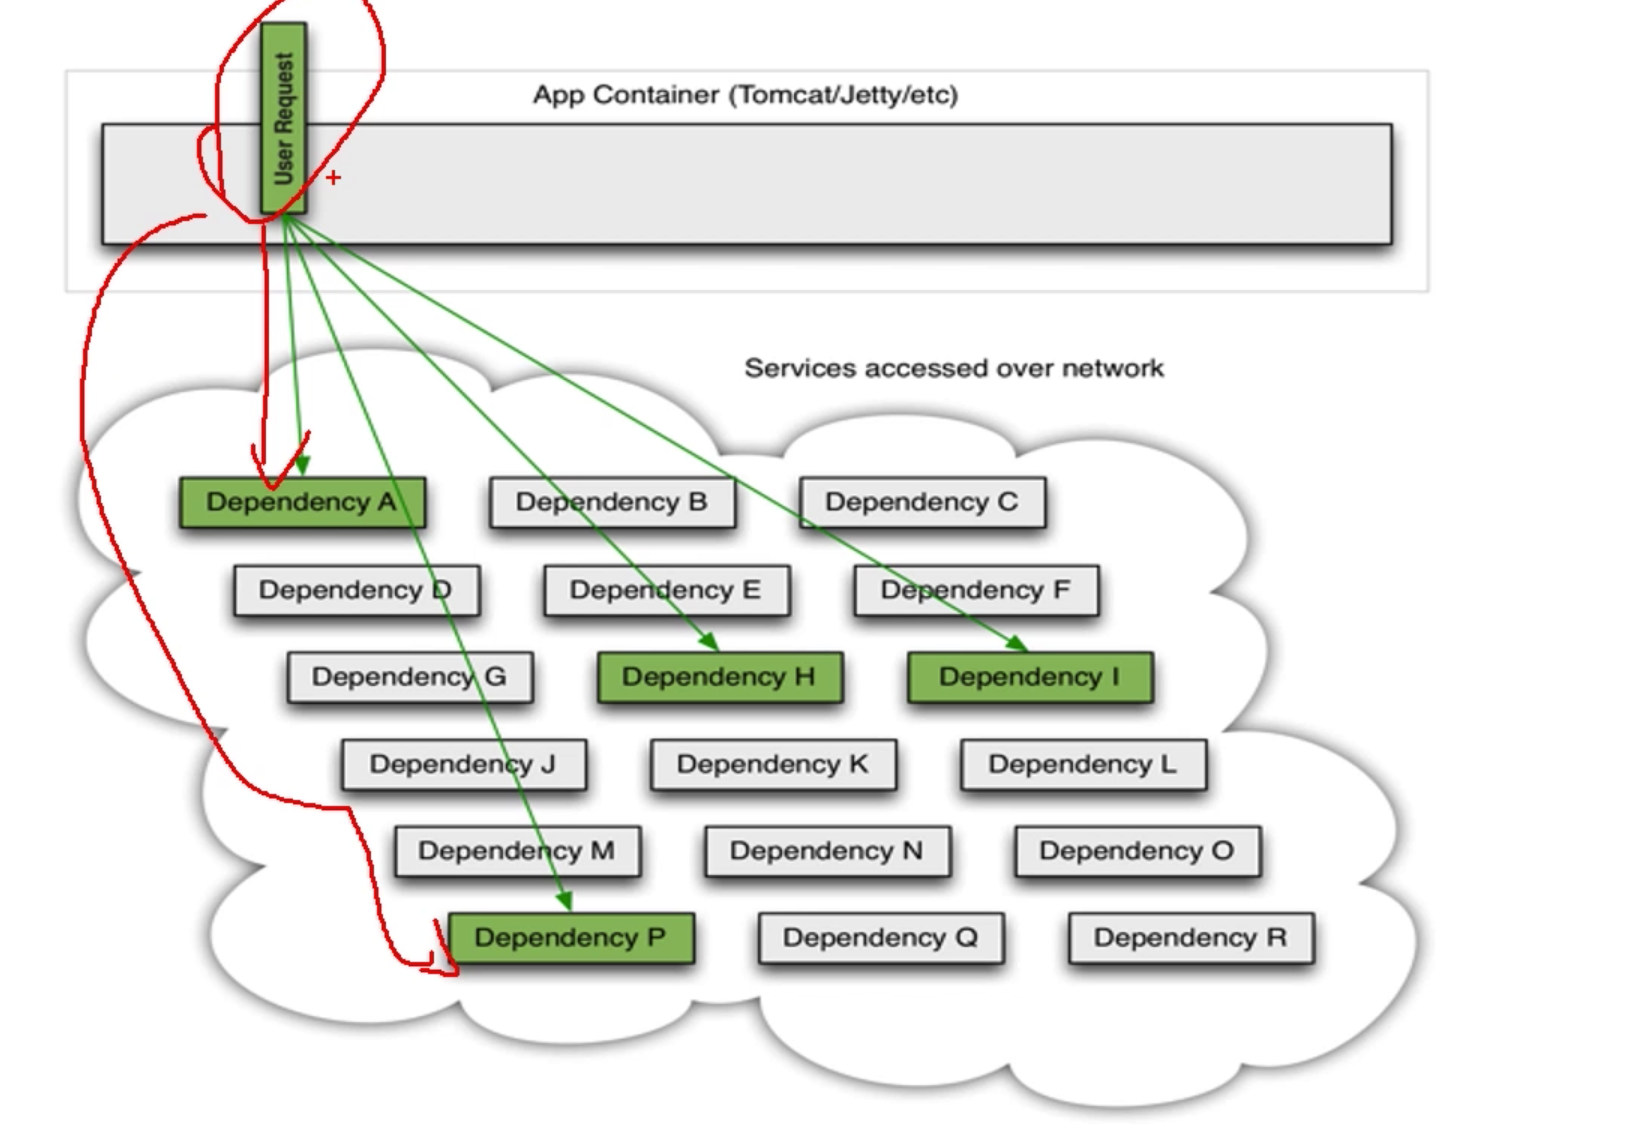 User Request
App Container (Tomcat/Jetty/etc)
Services accessed over network
Dependency A
Dependency B
Dependency C
Dependency D
Dependency E
Dependency F
Dependency G
Dependency H
Dependency I
Dependency J
Dependency K
Dependency L
Dependency M
Dependency N
Dependency O
Dependency P
Dependency Q
Dependency R